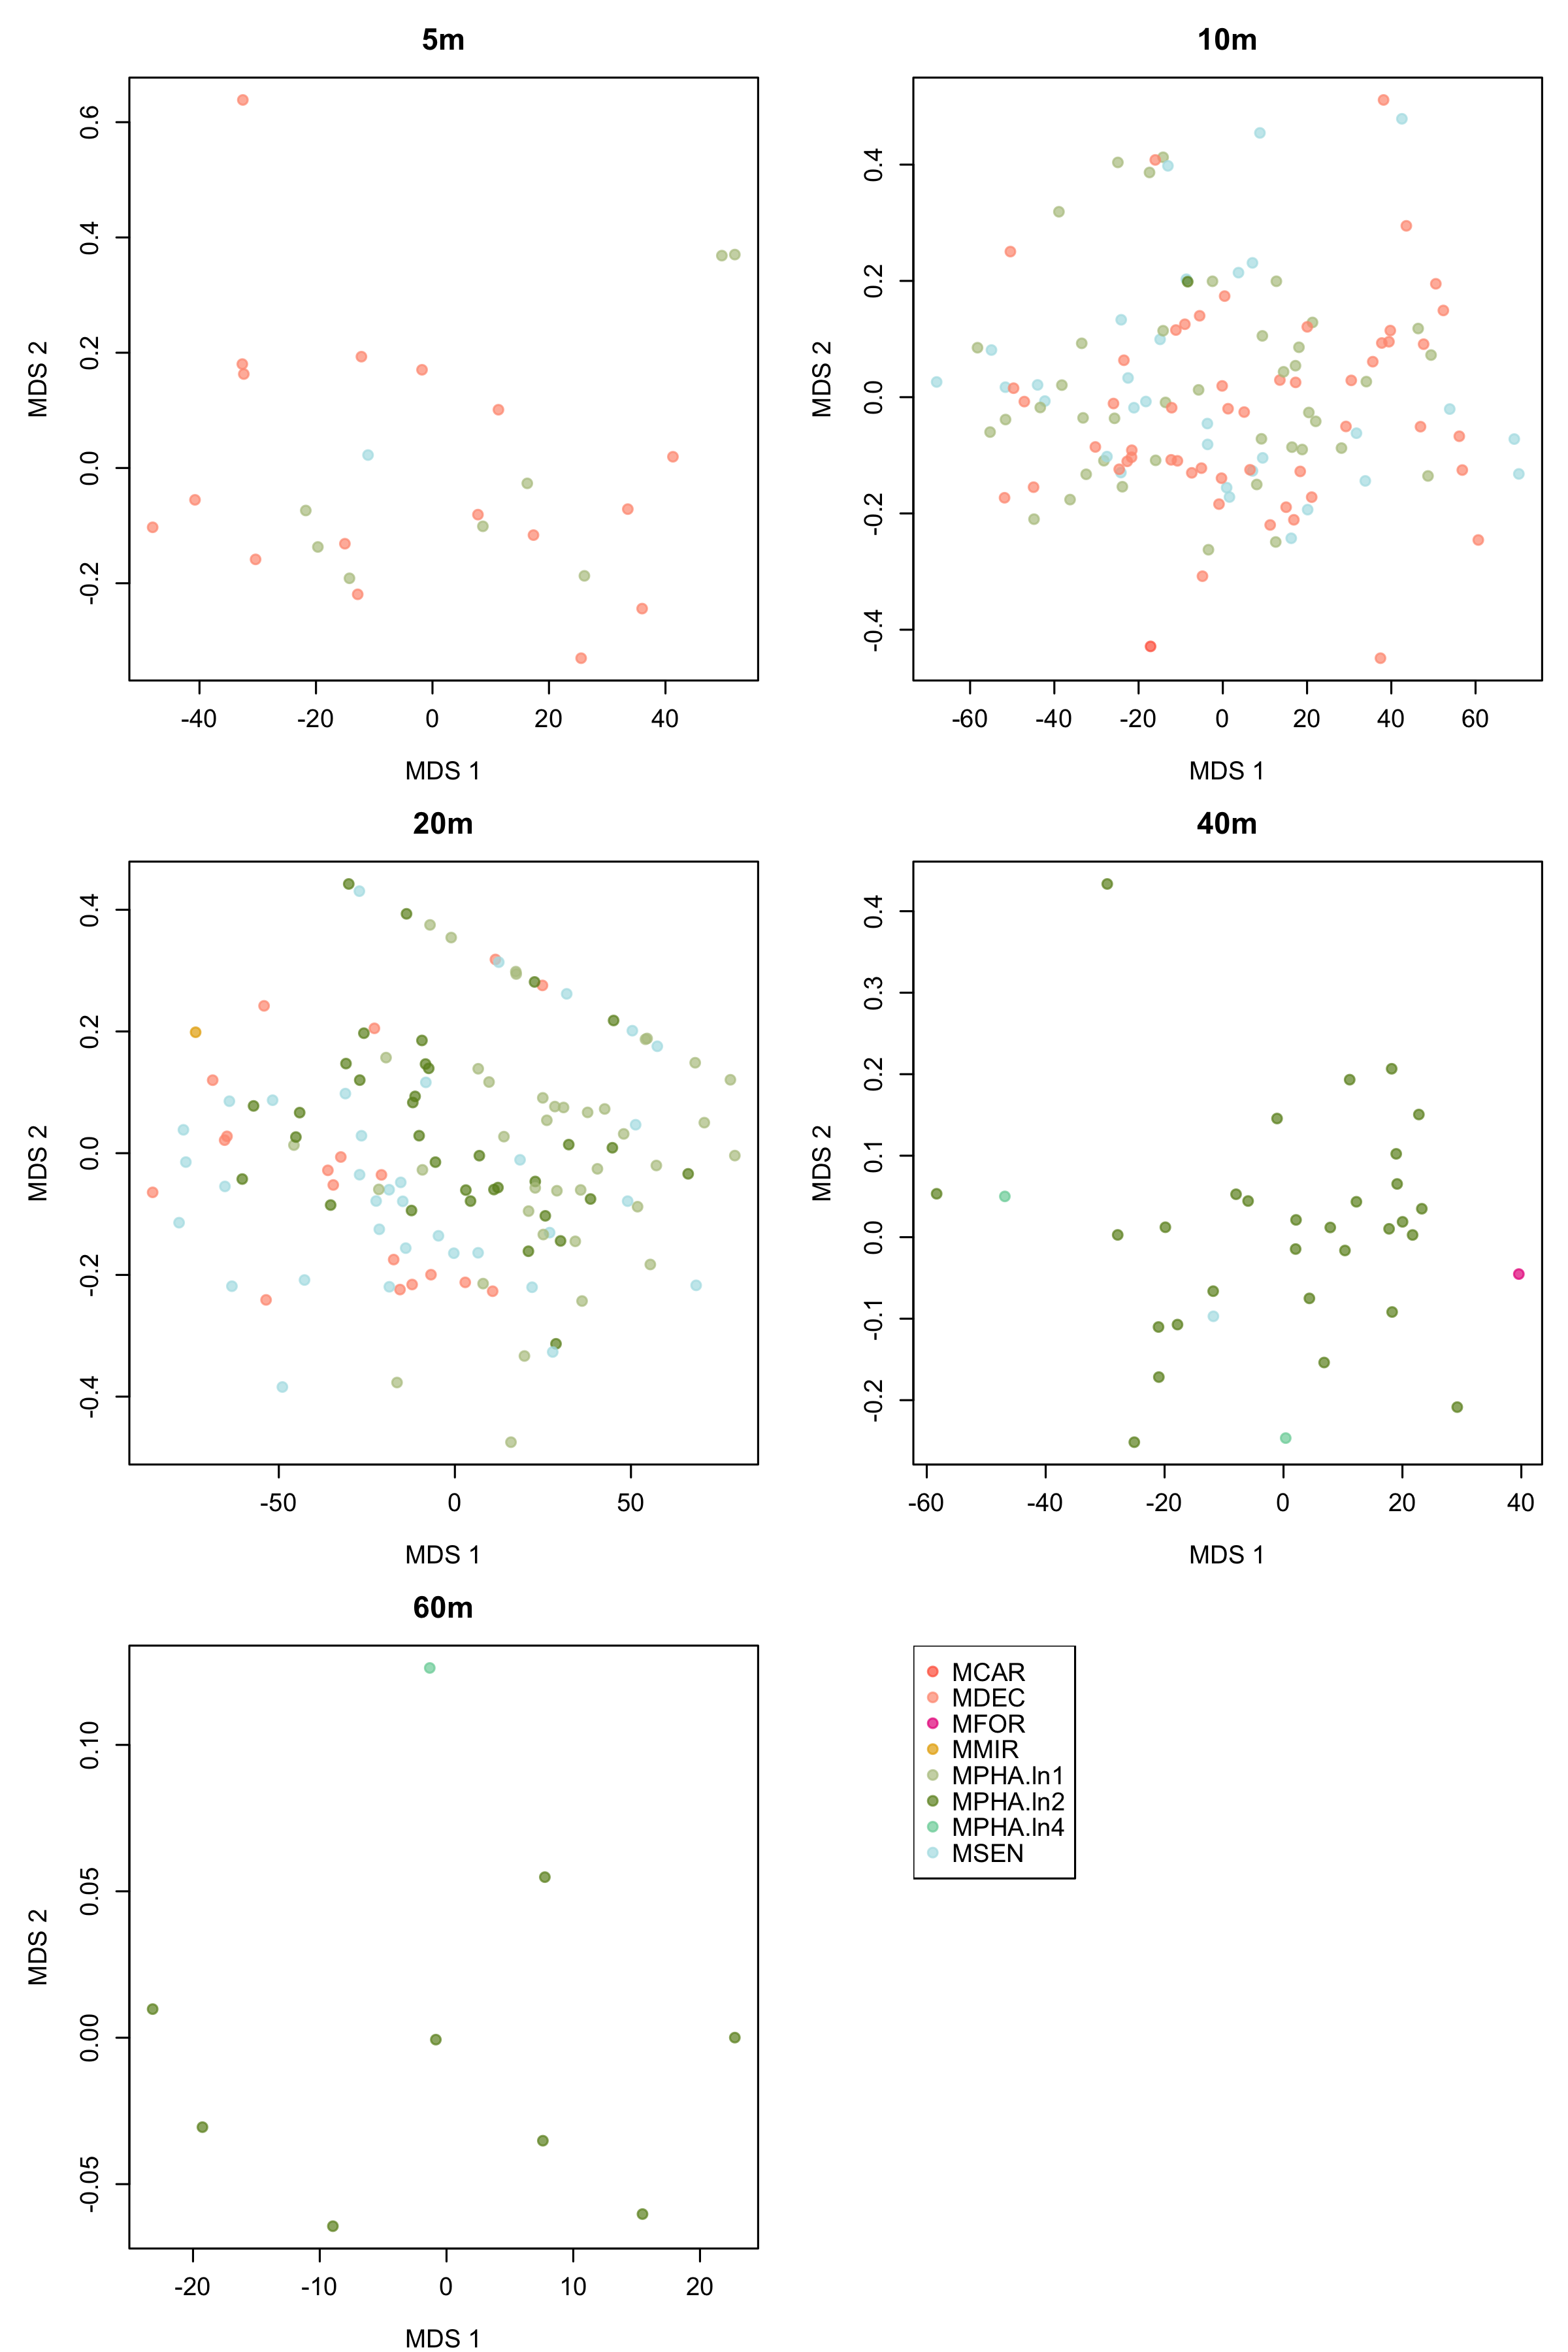 5m
MDS 2
0.6
0.4
0.2
0.0
-0.2
-40 -20 0 20 40
MDS 1
10m
MDS 2
0.4
0.2
0.0
-0.2
-0.4
-60 -40 -20 0 20 40 60
MDS 1
20m
MDS 2
0.4
0.2
0.0
-0.2
-0.4
-50 0 50
MDS 1
40m
MDS 2
0.4
0.3
0.2
0.1
0.0
-0.1
-0.2
-60 -40 -20 0 20 40
MDS 1
60m
MDS 2
0.10
0.05
0.00
-0.05
-20 -10 0 10 20
MDS 1
MCAR
MDEC
MFOR
MMIR
MPHA.ln1
MPHA.ln2
MPHA.ln4
MSEN